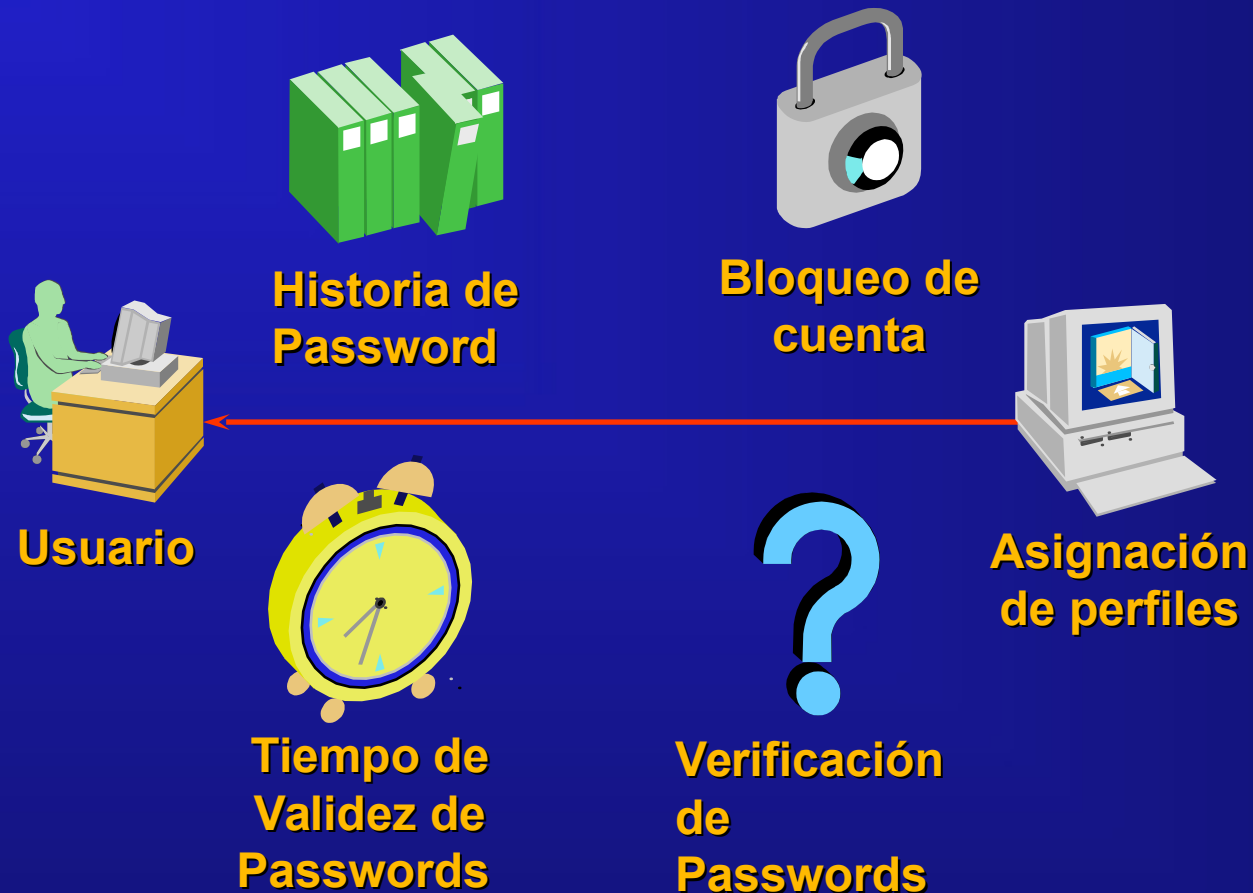 Historia de
Password
Bloqueo de
cuenta
Usuario
Asignación
de perfiles
Tiempo de
Validez de
Passwords
Verificación
de
Passwords